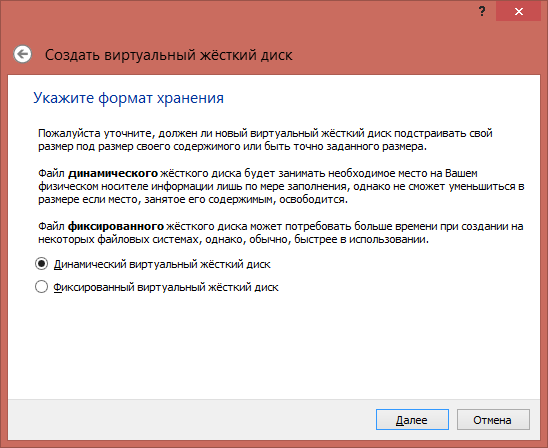 ?
Создать виртуальный жёсткий диск
Укажите формат хранения
Пожалуйста уточните, должен ли новый виртуальный жёсткий диск подстраивать свой
размер под размер своего содержимого или быть точно заданного размера.
Файл динамического жёсткого диска будет занимать необходимое место на Вашем
физическом носителе информации лишь по мере заполнения, однако не сможет уменьшиться в
размере если место, занятое его содержимым, освободится.
Файл фиксированного жёсткого диска может потребовать больше времени при создании на
некоторых файловых системах, однако, обычно, быстрее в использовании.
Динамический виртуальный жёсткий диск
Фиксированный виртуальный жёсткий диск
Далее
Отмена